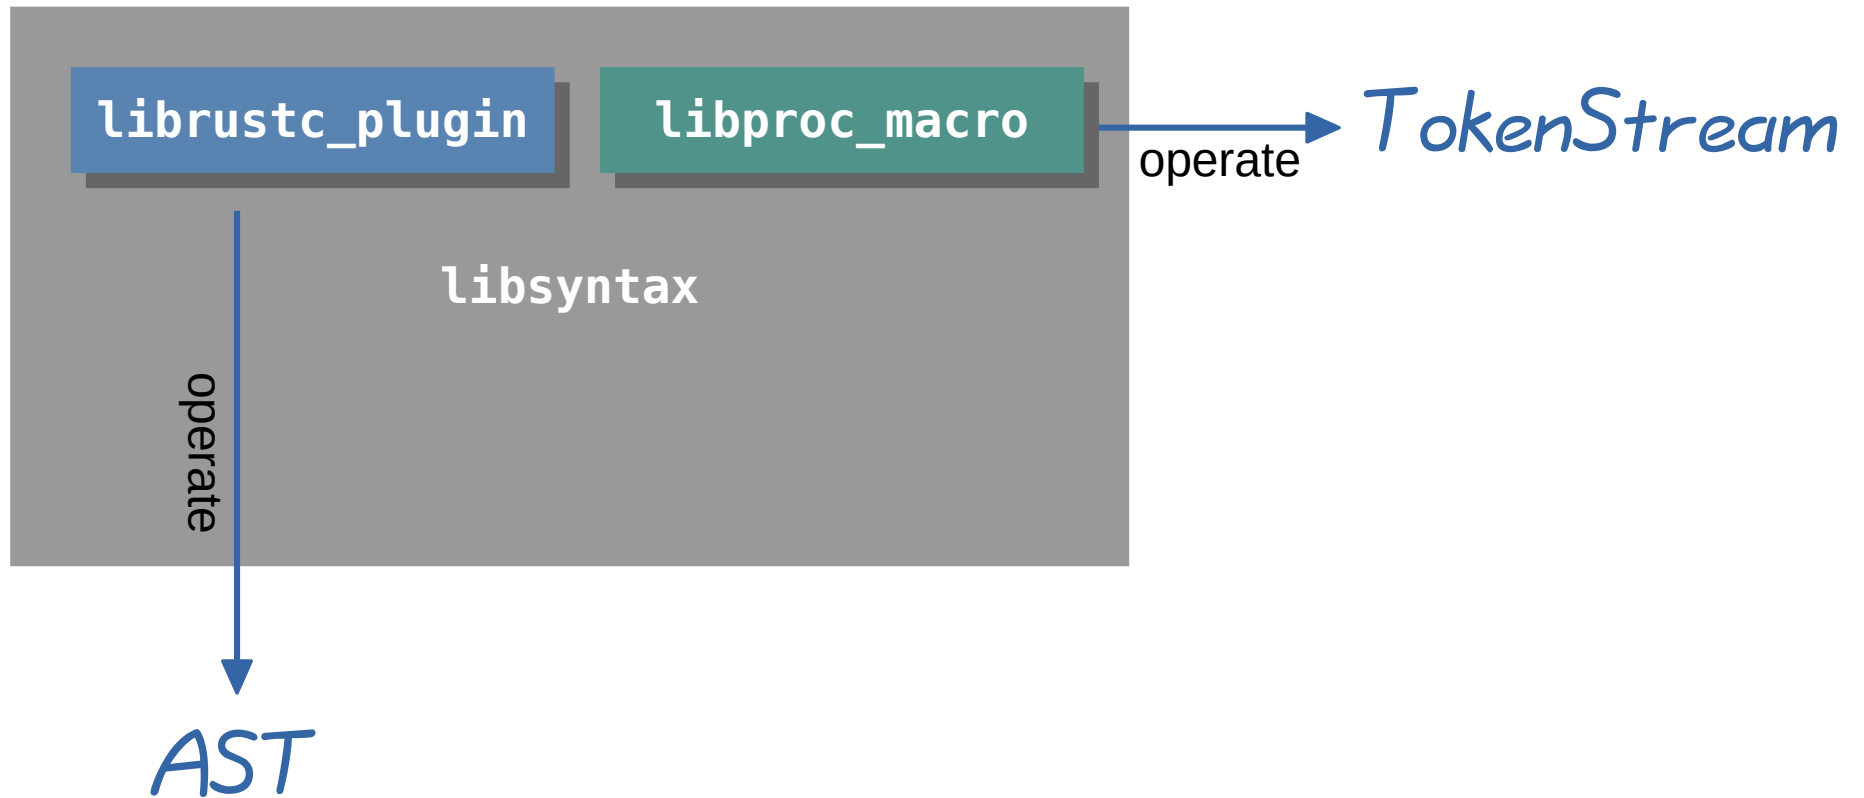 librustc_plugin
libproc_macro
TokenStream
operate
libsyntax
operate
AST